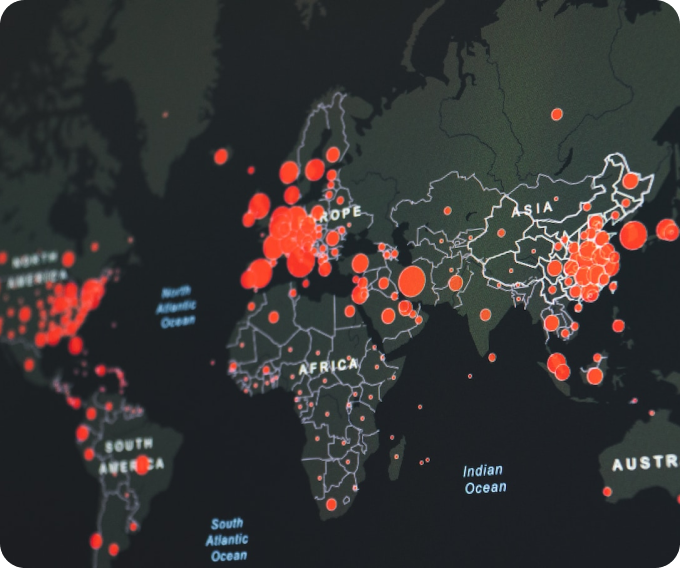 NORTH
AMERICA
EUROPE
ASIA
North
Atlantic
Ocean
AFRICA
SOUTH
AMERICA
Indian
Ocean
AUSTR
South
Atlantic
Ocean